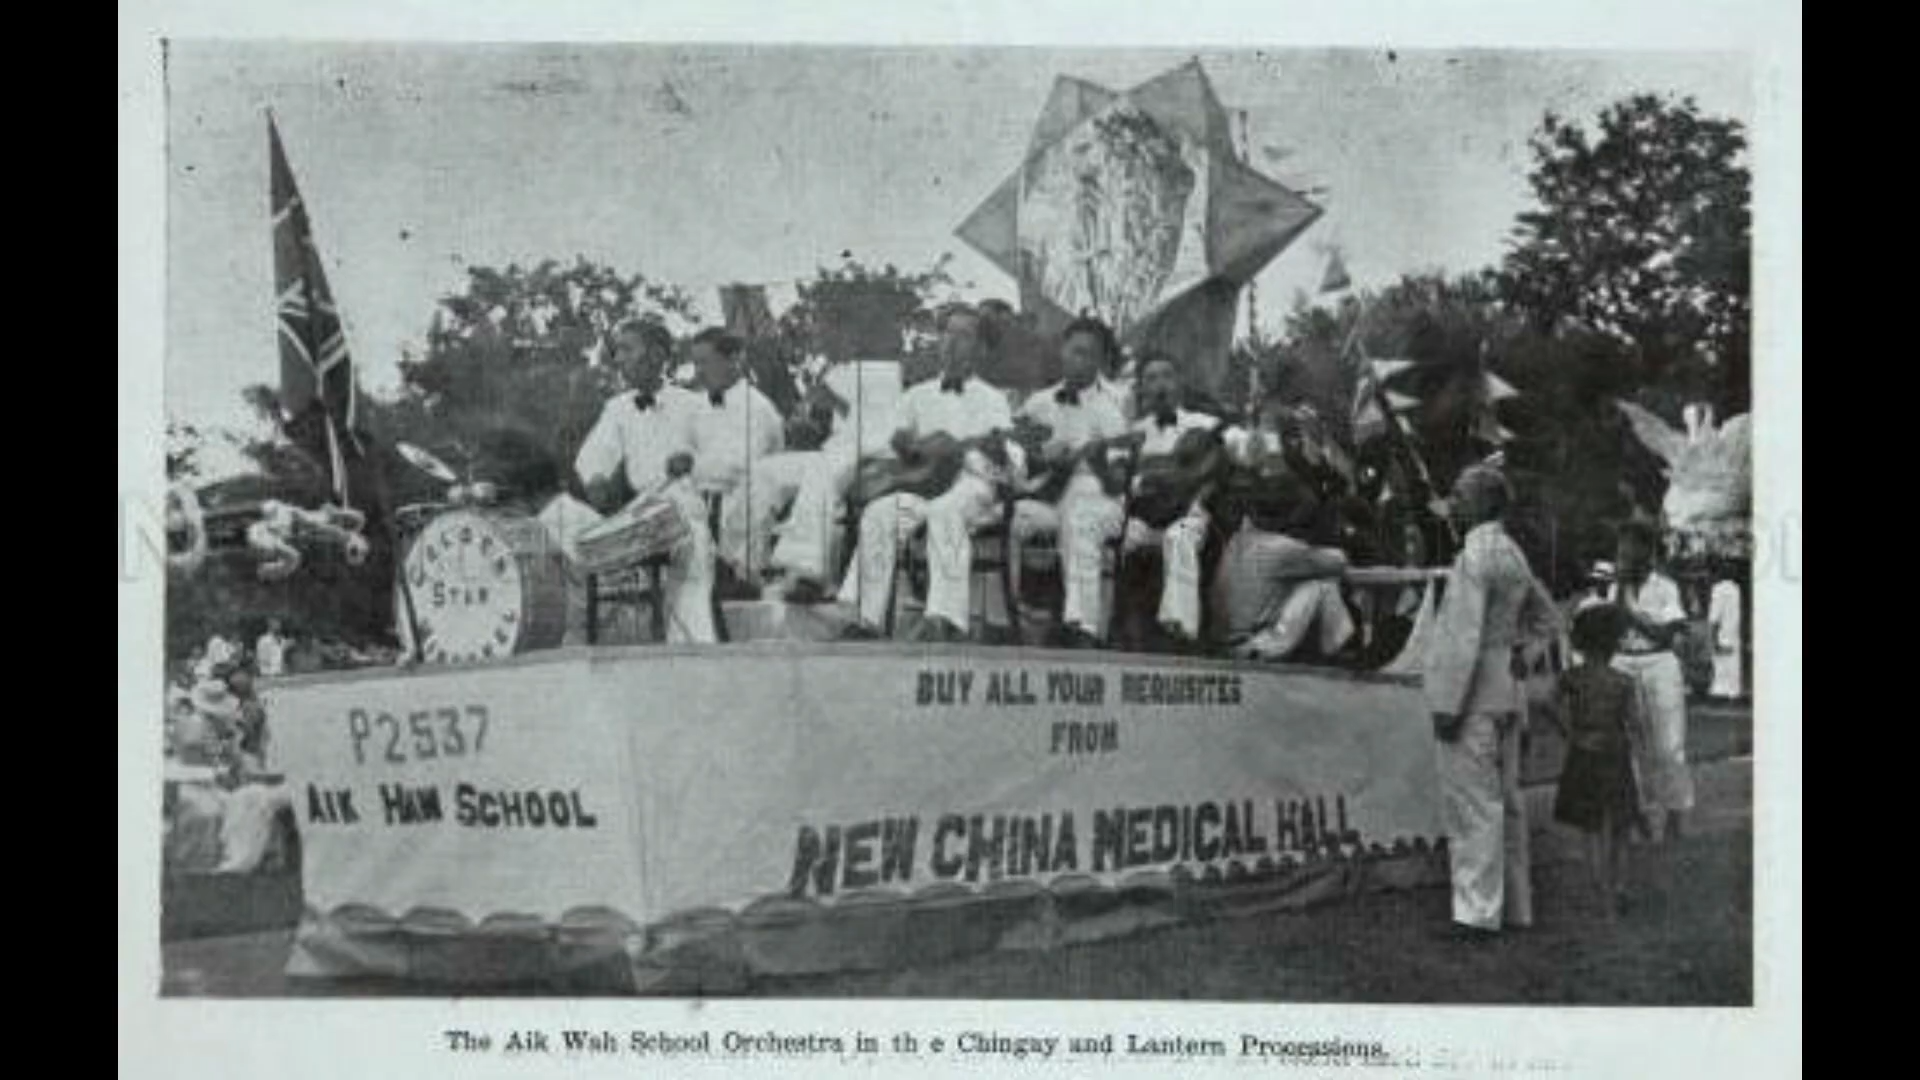 STAR
P2537
AIK HAW SCHOOL
BUY ALL YOUR REQUISITES
FROM
NEW CHINA MEDICAL HALL
The Aik Wah School Orchestra in th e Chingay and Lantern Processions.